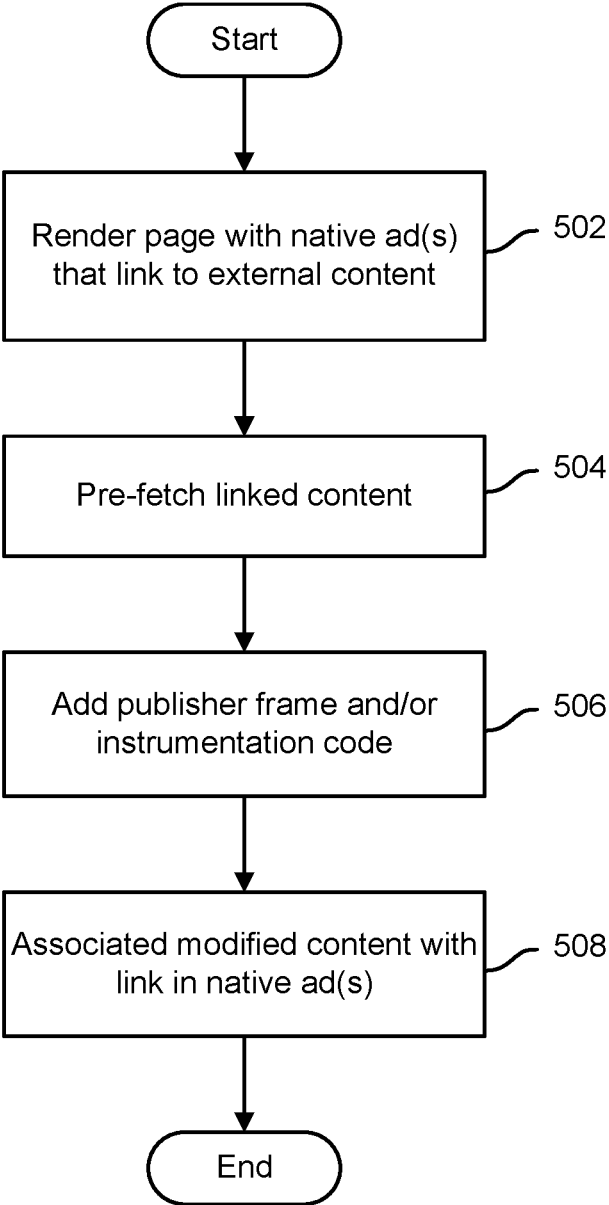 Start
Render page with native ad(s)
that link to external content
502
Pre-fetch linked content
504
Add publisher frame and/or
instrumentation code
506
Associated modified content with
link in native ad(s)
508
End